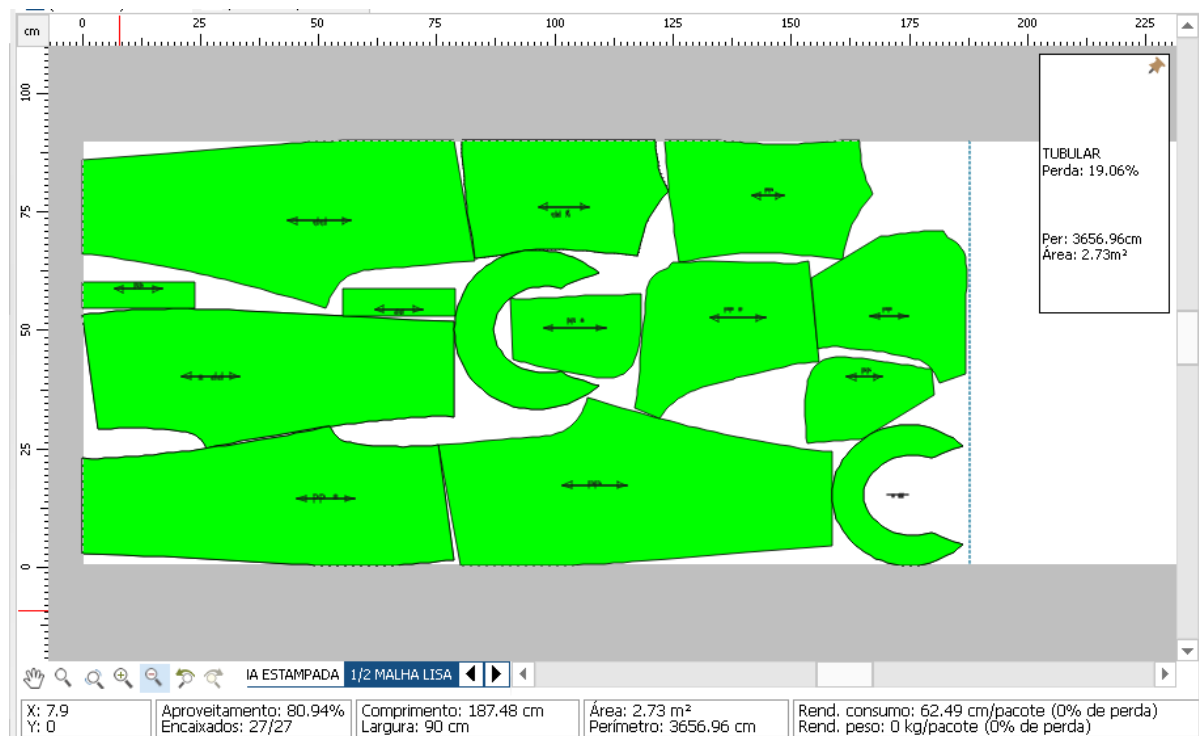 cm
0 25 50 75 100 125 150 175 200 225
100
75
50
25
0
TUBULAR
Perda: 19.06%
Per: 3656.96cm
Área: 2.73m²
PP
PP
PP
IA ESTAMPADA 1/2 MALHA LISA
X: 7.9
Y: 0
Aproveitamento: 80.94%
Encaixados: 27/27
Comprimento: 187.48 cm
Largura: 90 cm
Área: 2.73 m²
Perímetro: 3656.96 cm
Rend. consumo: 62.49 cm/pacote (0% de perda)
Rend. peso: 0 kg/pacote (0% de perda)